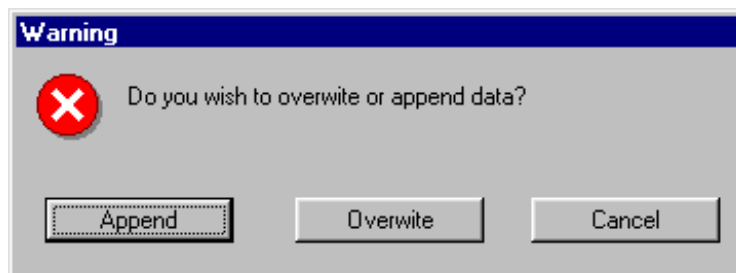 Warning
Do you wish to overwite or append data?
Append Overwite Cancel